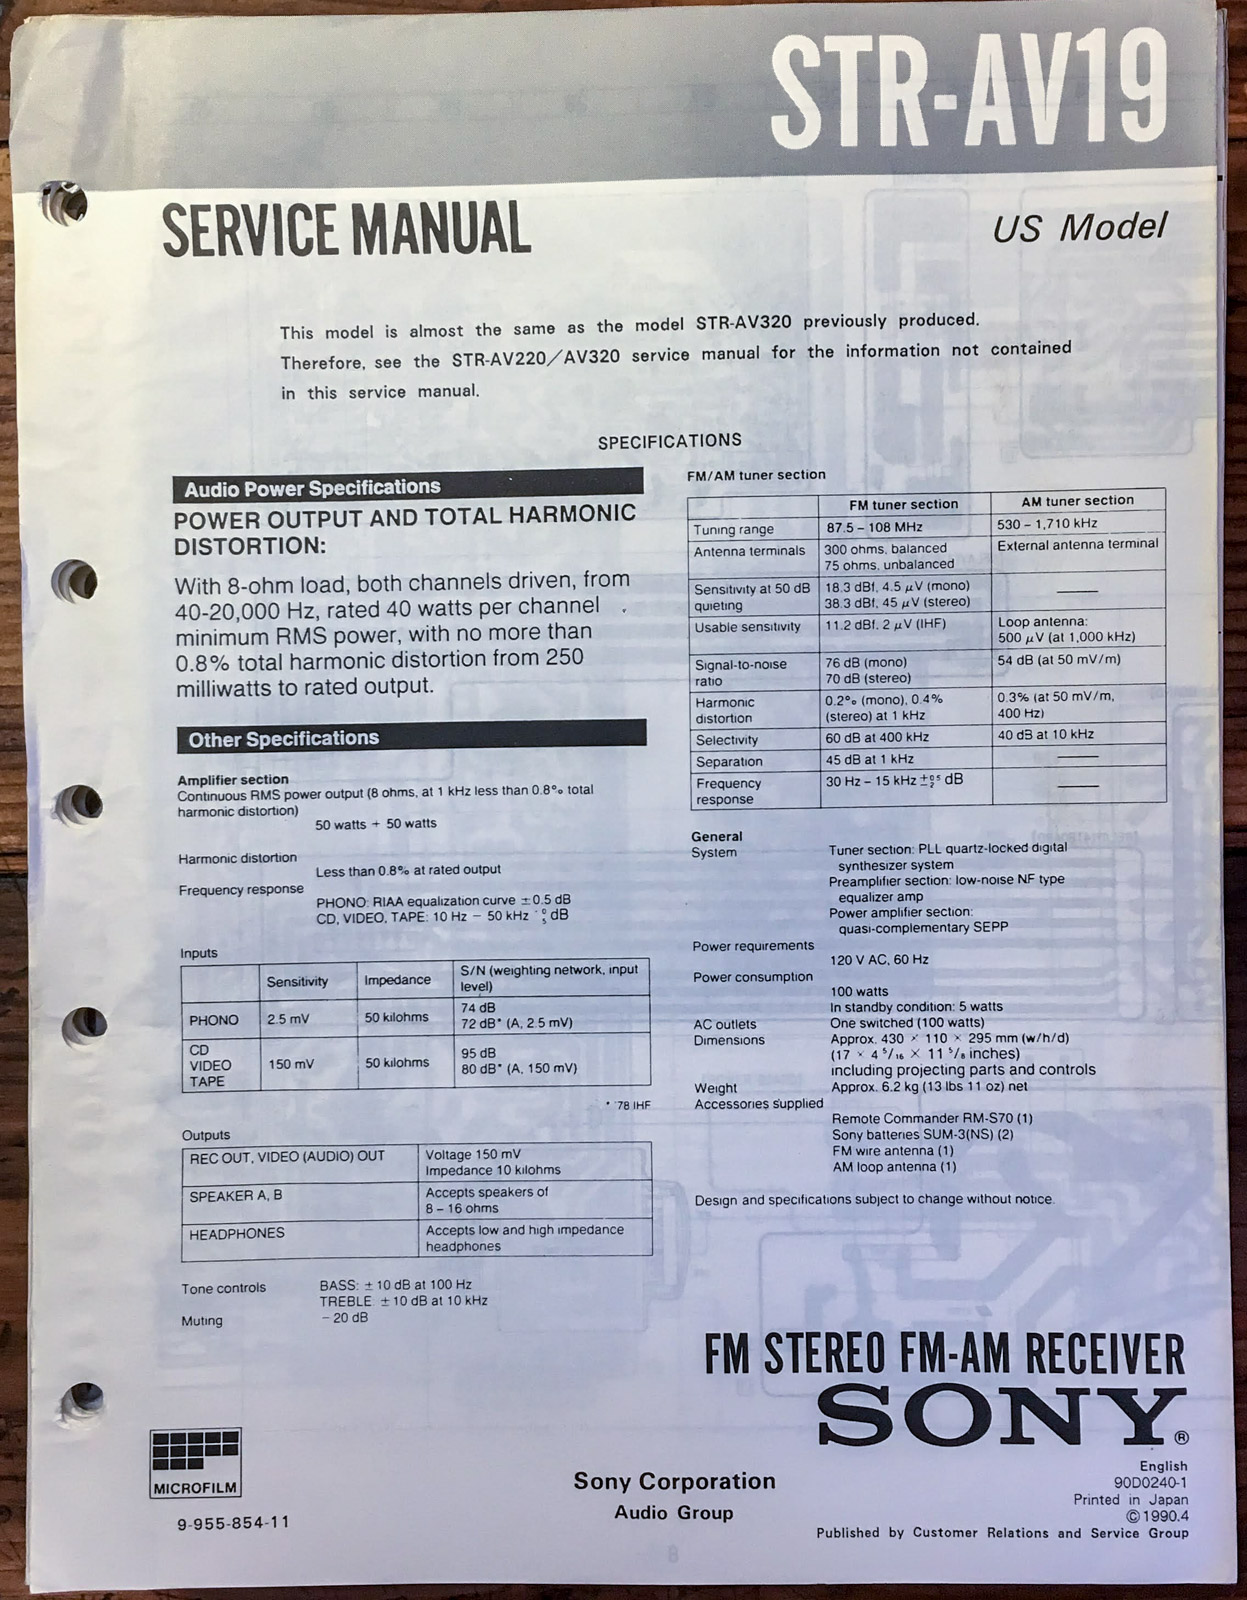 STR-AV19
SERVICE MANUAL
US Model
This model is almost the same as the model STR-AV320 previously produced.
Therefore, see the STR-AV220/AV320 service manual for the information not contained
in this service manual.
SPECIFICATIONS
Audio Power Specifications
POWER OUTPUT AND TOTAL HARMONIC
DISTORTION:
With 8-ohm load, both channels driven, from
40-20,000 Hz, rated 40 watts per channel
minimum RMS power, with no more than
0.8% total harmonic distortion from 250
milliwatts to rated output.
Other Specifications
Amplifier section
Continuous RMS power output (8 ohms, at 1 kHz less than 0.8% total
harmonic distortion)
50 watts + 50 watts
Harmonic distortion
Less than 0.8% at rated output
Frequency response
PHONO: RIAA equalization curve ±0.5 dB
CD, VIDEO, TAPE: 10 Hz – 50 kHz +0 -5 dB
Inputs
Sensitivity Impedance S/N (weighting network, input
level)
PHONO 2.5 mV 50 kilohms 74 dB
72 dB* (A, 2.5 mV)
CD
VIDEO
TAPE 150 mV 50 kilohms 95 dB
80 dB* (A, 150 mV)
* '78 IHF
Outputs
REC OUT, VIDEO (AUDIO) OUT Voltage 150 mV
Impedance 10 kilohms
SPEAKER A, B Accepts speakers of
8 – 16 ohms
HEADPHONES Accepts low and high impedance
headphones
Tone controls BASS: ± 10 dB at 100 Hz
TREBLE ± 10 dB at 10 kHz
Muting – 20 dB
FM/AM tuner section
FM tuner section AM tuner section
Tuning range 87.5 – 108 MHz 530 – 1,710 kHz
Antenna terminals 300 ohms, balanced
75 ohms, unbalanced External antenna terminal
Sensitivity at 50 dB
quieting 18.3 dBf, 4.5 μV (mono)
38.3 dBf, 45 μV (stereo) ——
Usable sensitivity 11.2 dBf, 2 μV (IHF) Loop antenna:
500 μV (at 1,000 kHz)
Signal-to-noise
ratio 76 dB (mono)
70 dB (stereo) 54 dB (at 50 mV/m)
Harmonic
distortion 0.2% (mono), 0.4%
(stereo) at 1 kHz 0.3% (at 50 mV/m,
400 Hz)
Selectivity 60 dB at 400 kHz 40 dB at 10 kHz
Separation 45 dB at 1 kHz ——
Frequency
response 30 Hz – 15 kHz +0.5 -2 dB ——
General
System Tuner section: PLL quartz-locked digital
synthesizer system
Preamplifier section: low-noise NF type
equalizer amp
Power amplifier section:
quasi-complementary SEPP
Power requirements
120 V AC, 60 Hz
Power consumption
100 watts
In standby condition: 5 watts
AC outlets One switched (100 watts)
Dimensions Approx. 430 × 110 × 295 mm (w/h/d)
(17 × 4 5/16 × 11 5/8 inches)
including projecting parts and controls
Weight Approx. 6.2 kg (13 lbs 11 oz) net
Accessories supplied
Remote Commander RM-S70 (1)
Sony batteries SUM-3(NS) (2)
FM wire antenna (1)
AM loop antenna (1)
Design and specifications subject to change without notice.
FM STEREO FM-AM RECEIVER
SONY®
MICROFILM
9-955-854-11
Sony Corporation
Audio Group
English
90D0240-1
Printed in Japan
©1990.4
Published by Customer Relations and Service Group